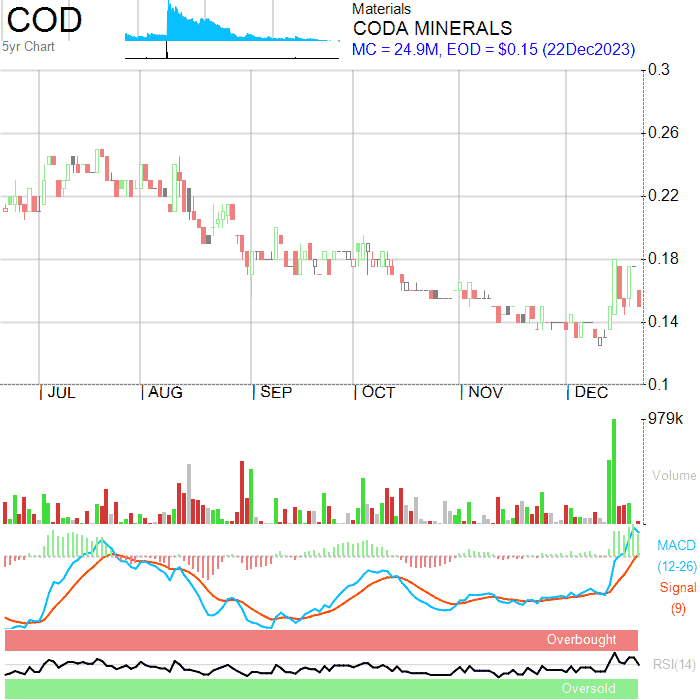 COD
5yr Chart
Materials
CODA MINERALS
MC = 24.9M, EOD = $0.15 (22Dec2023)
0.3
0.26
0.22
0.18
0.14
0.1
JUL AUG SEP OCT NOV DEC
979k
Volume
MACD
(12-26)
Signal
(9)
Overbought
RSI(14)
Oversold